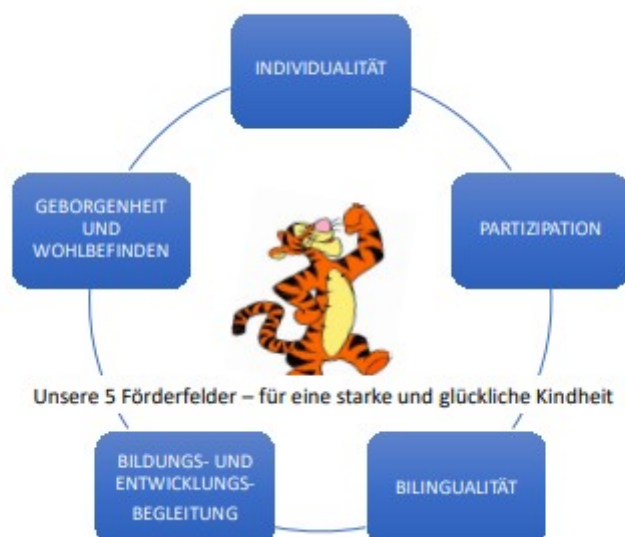 INDIVIDUALITÄT
GEBORGENHEIT
UND
WOHLBEFINDEN
PARTIZIPATION
Unsere 5 Förderfelder – für eine starke und glückliche Kindheit
BILDUNGS- UND
ENTWICKLUNGS-
BEGLEITUNG
BILINGUALITÄT